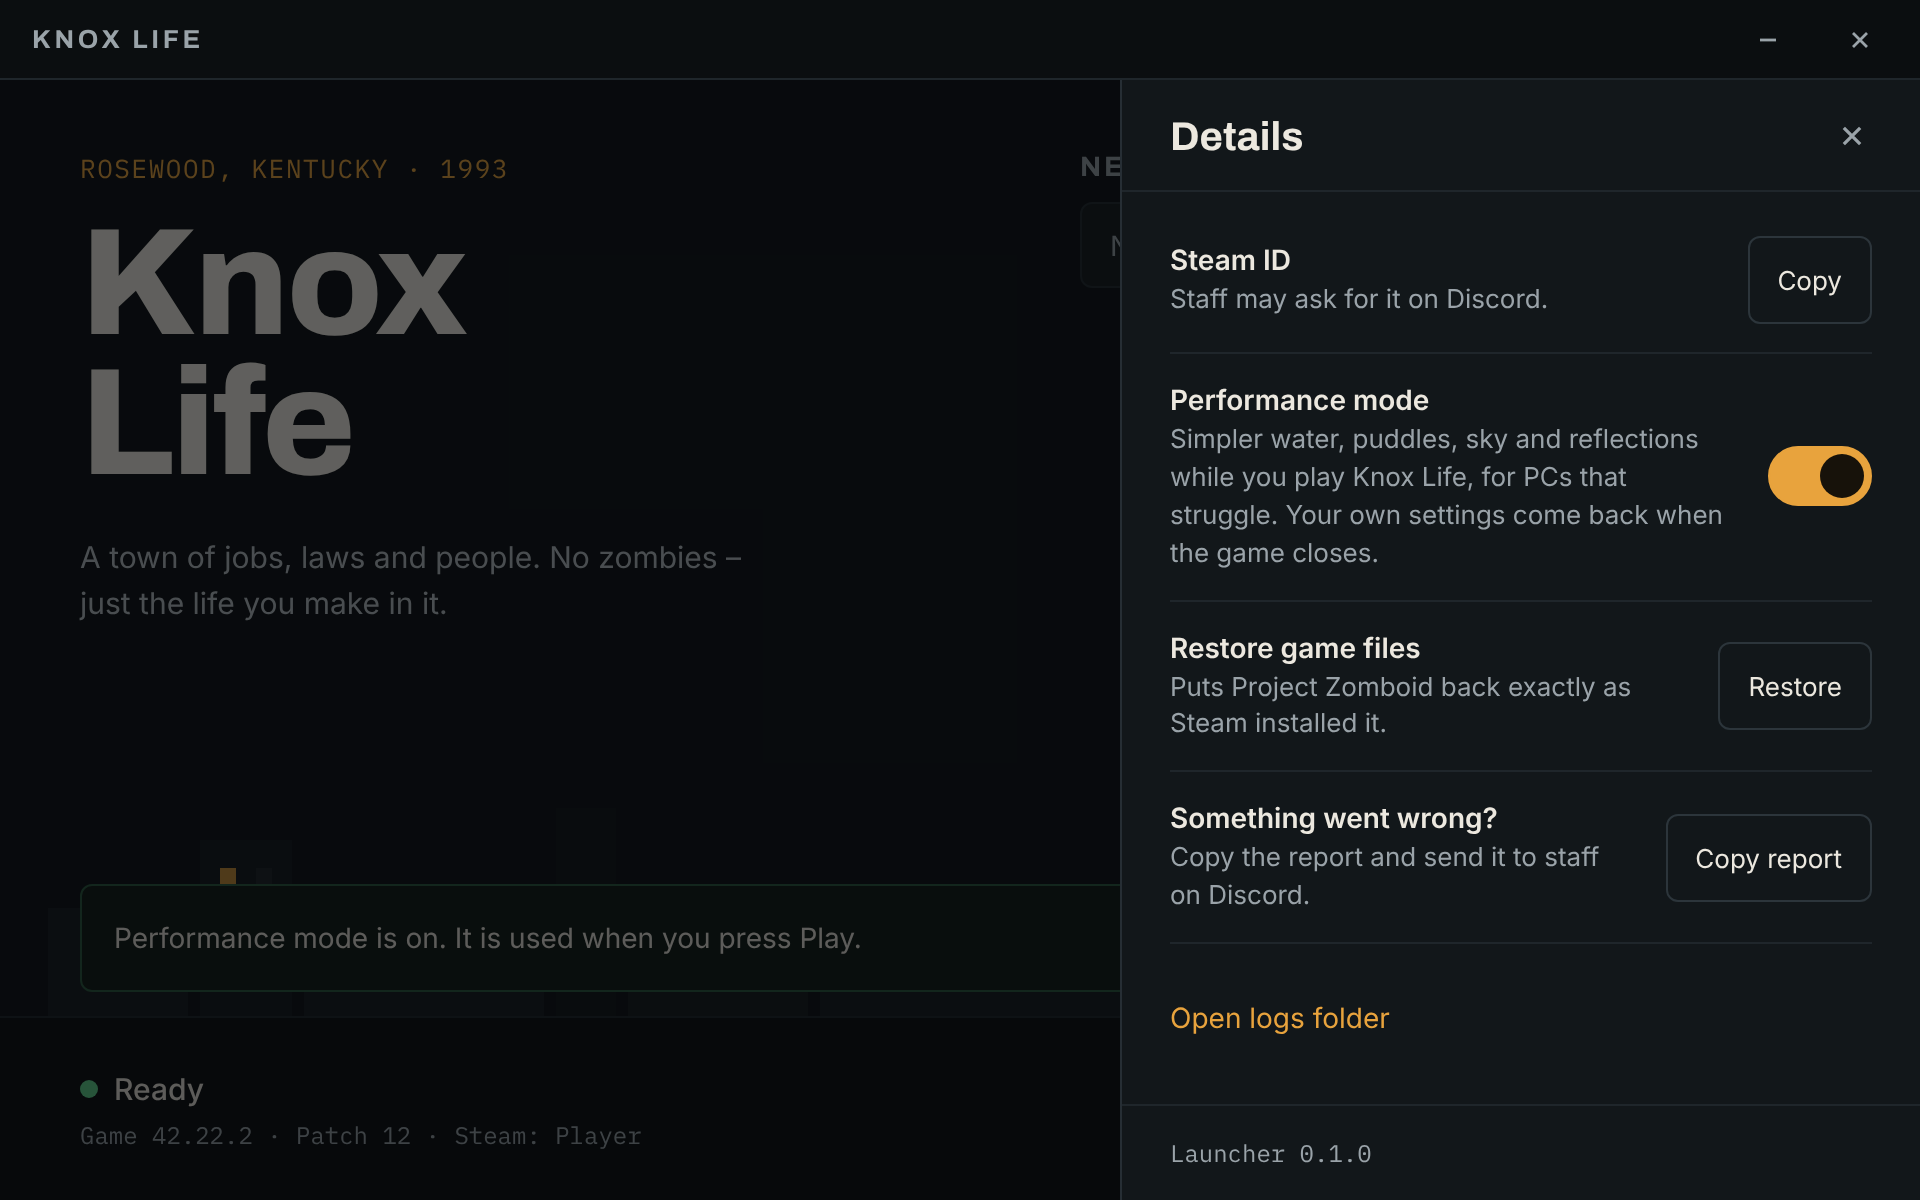 KNOX LIFE
ROSEWOOD, KENTUCKY · 1993
Knox
Life
A town of jobs, laws and people. No zombies –
just the life you make in it.
Performance mode is on. It is used when you press Play.
Ready
Game 42.22.2 · Patch 12 · Steam: Player
NE
Details
Steam ID
Staff may ask for it on Discord.
Copy
Performance mode
Simpler water, puddles, sky and reflections
while you play Knox Life, for PCs that
struggle. Your own settings come back when
the game closes.
Restore game files
Puts Project Zomboid back exactly as
Steam installed it.
Restore
Something went wrong?
Copy the report and send it to staff
on Discord.
Copy report
Open logs folder
Launcher 0.1.0